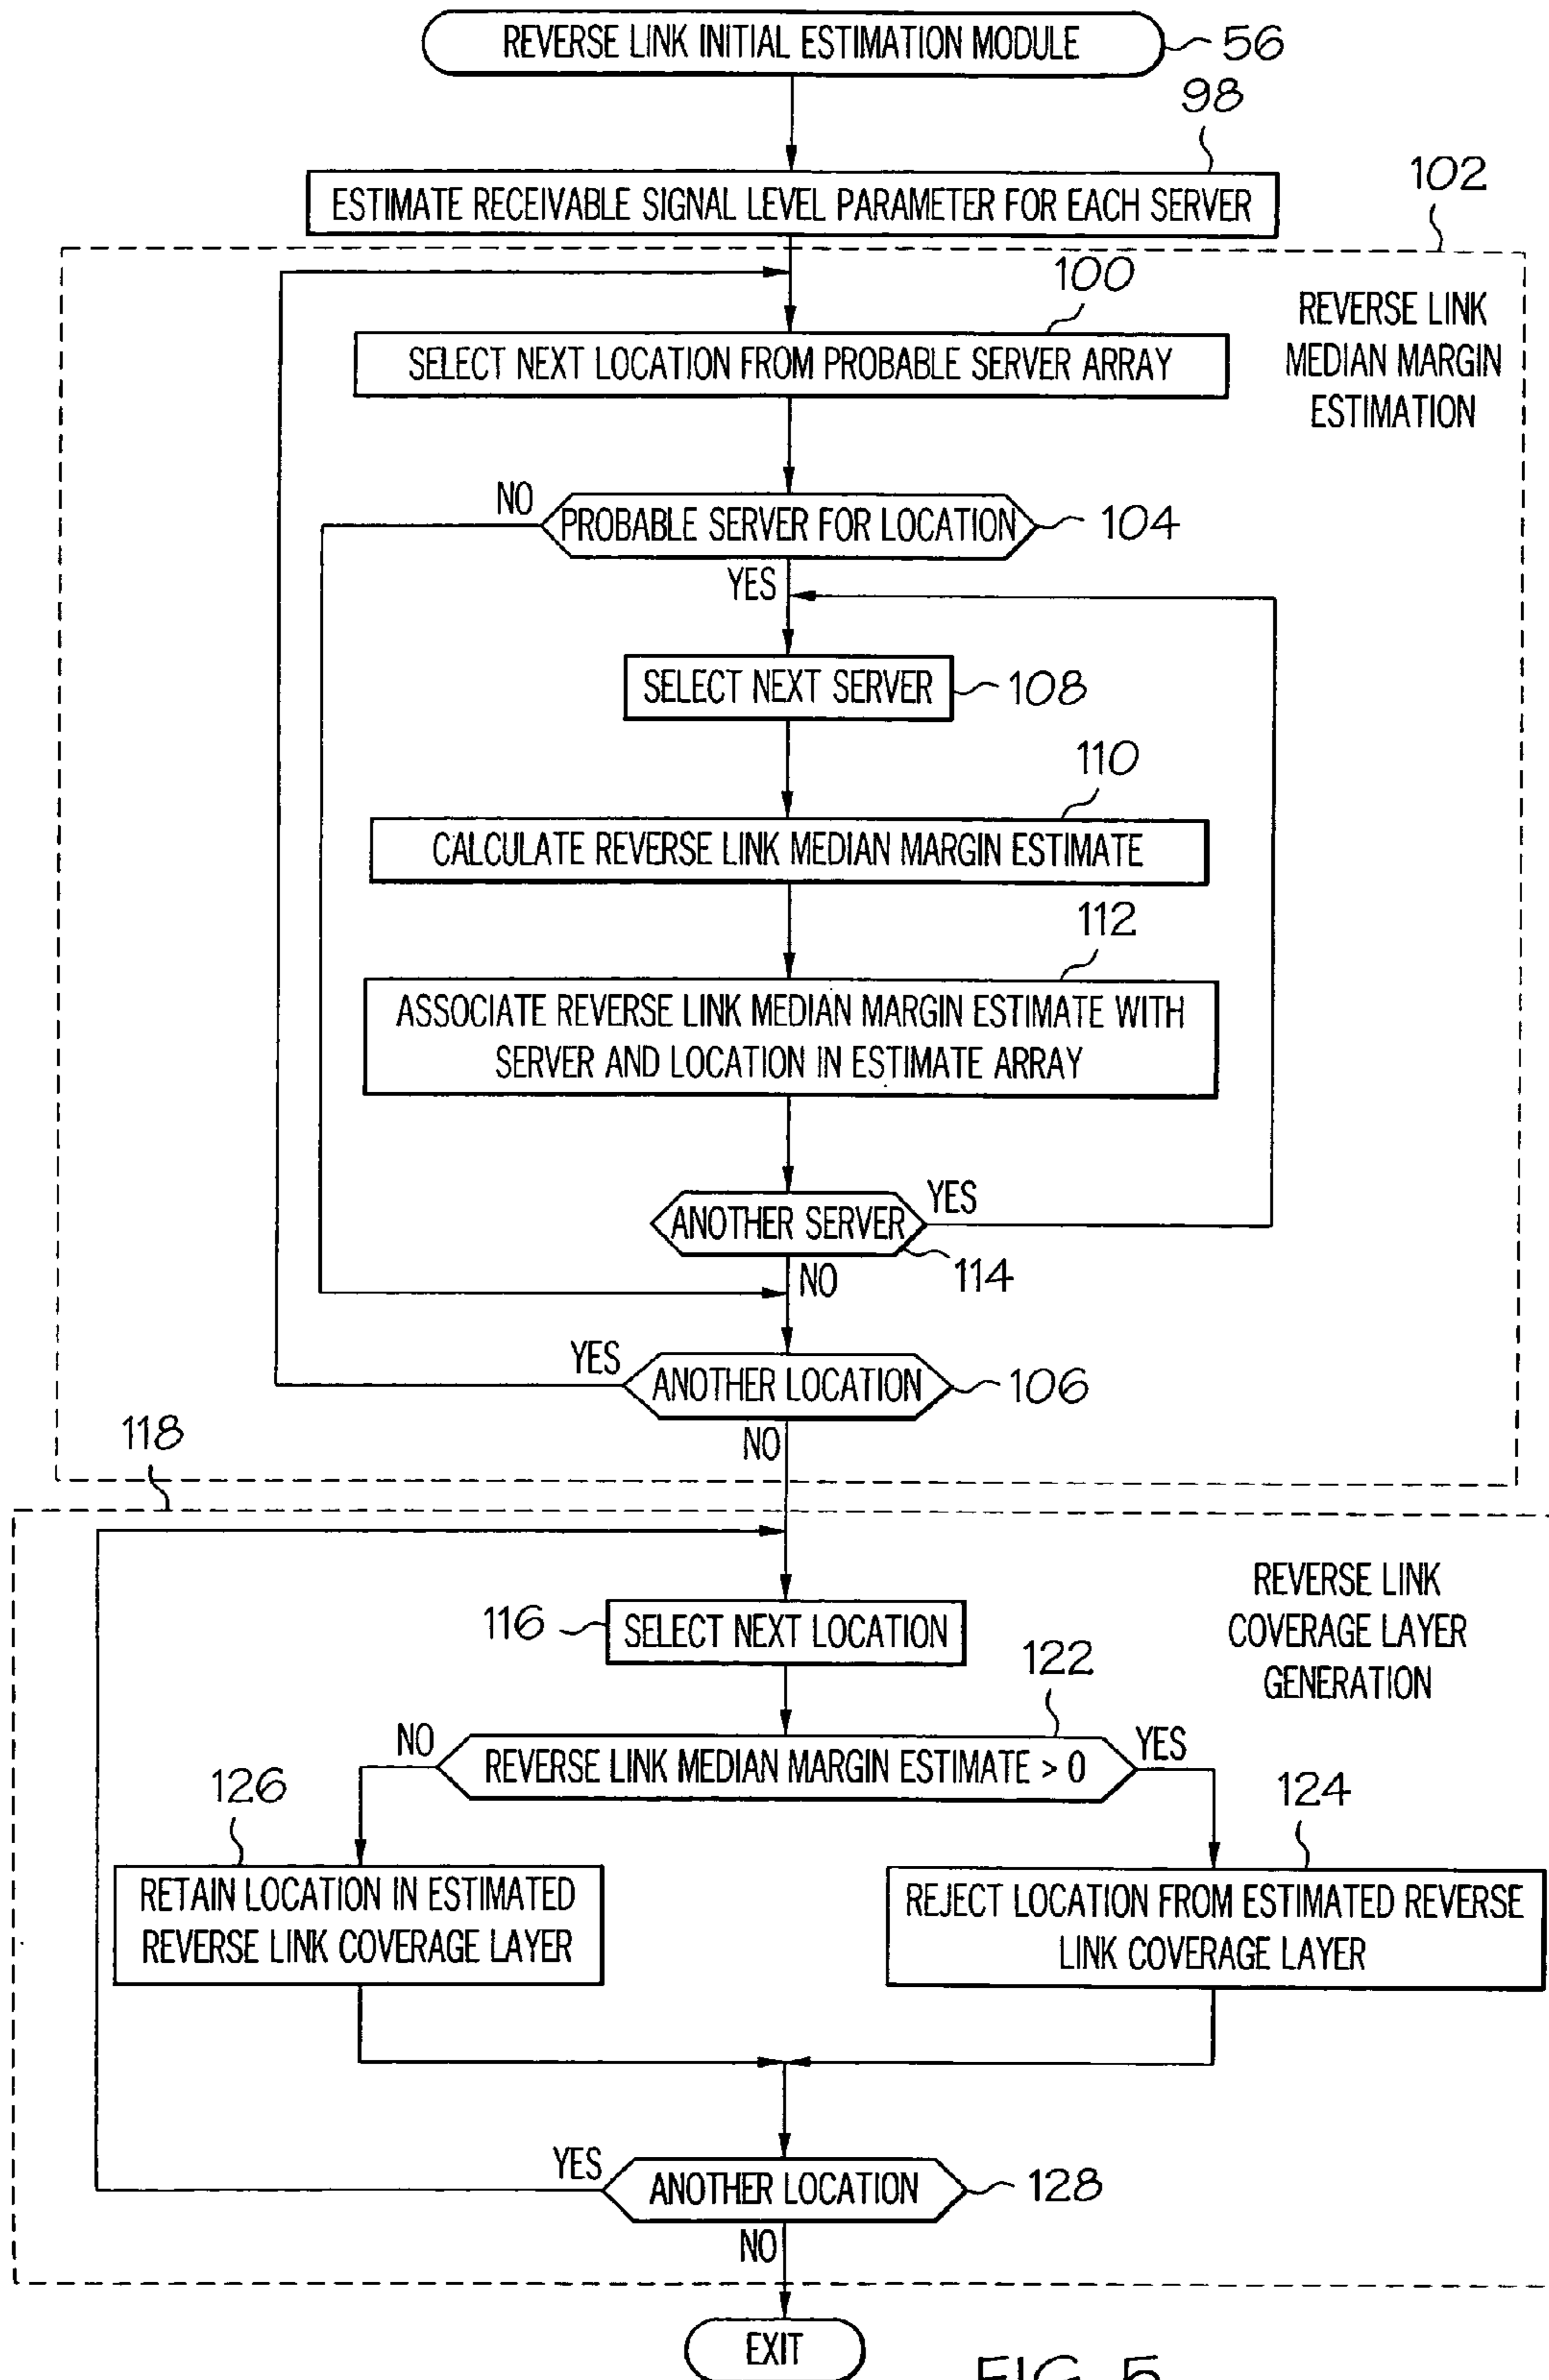 REVERSE LINK INITIAL ESTIMATION MODULE
56
98
ESTIMATE RECEIVABLE SIGNAL LEVEL PARAMETER FOR EACH SERVER
102
100
REVERSE LINK
MEDIAN MARGIN
ESTIMATION
SELECT NEXT LOCATION FROM PROBABLE SERVER ARRAY
NO
PROBABLE SERVER FOR LOCATION
104
YES
SELECT NEXT SERVER
108
110
CALCULATE REVERSE LINK MEDIAN MARGIN ESTIMATE
112
ASSOCIATE REVERSE LINK MEDIAN MARGIN ESTIMATE WITH
SERVER AND LOCATION IN ESTIMATE ARRAY
ANOTHER SERVER
YES
114
NO
YES
ANOTHER LOCATION
106
NO
118
REVERSE LINK
COVERAGE LAYER
GENERATION
116
SELECT NEXT LOCATION
122
NO
REVERSE LINK MEDIAN MARGIN ESTIMATE > 0
YES
126
124
RETAIN LOCATION IN ESTIMATED
REVERSE LINK COVERAGE LAYER
REJECT LOCATION FROM ESTIMATED REVERSE
LINK COVERAGE LAYER
YES
ANOTHER LOCATION
128
NO
EXIT
FIG. 5